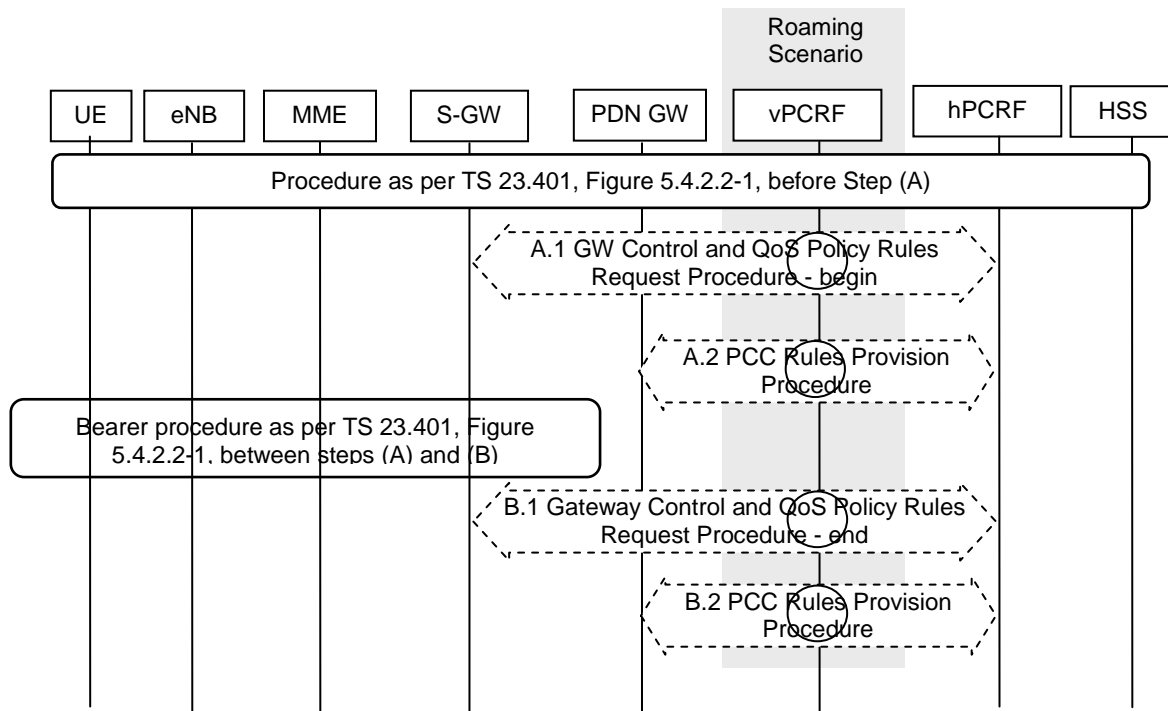 Roaming
Scenario
UE
eNB
MME
S-GW
PDN GW
vPCRF
hPCRF
HSS
Procedure as per TS 23.401, Figure 5.4.2.2-1, before Step (A)
A.1 GW Control and QoS Policy Rules
Request Procedure - begin
A.2 PCC Rules Provision
Procedure
Bearer procedure as per TS 23.401, Figure
5.4.2.2-1, between steps (A) and (B)
B.1 Gateway Control and QoS Policy Rules
Request Procedure - end
B.2 PCC Rules Provision
Procedure